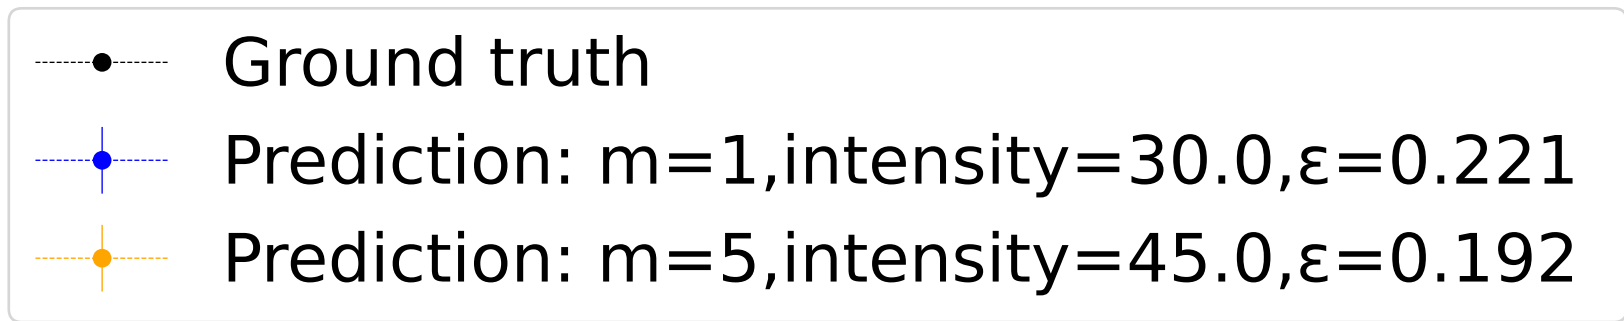 Ground truth
Prediction: m=1,intensity=30.0,ε=0.221
Prediction: m=5,intensity=45.0,ε=0.192